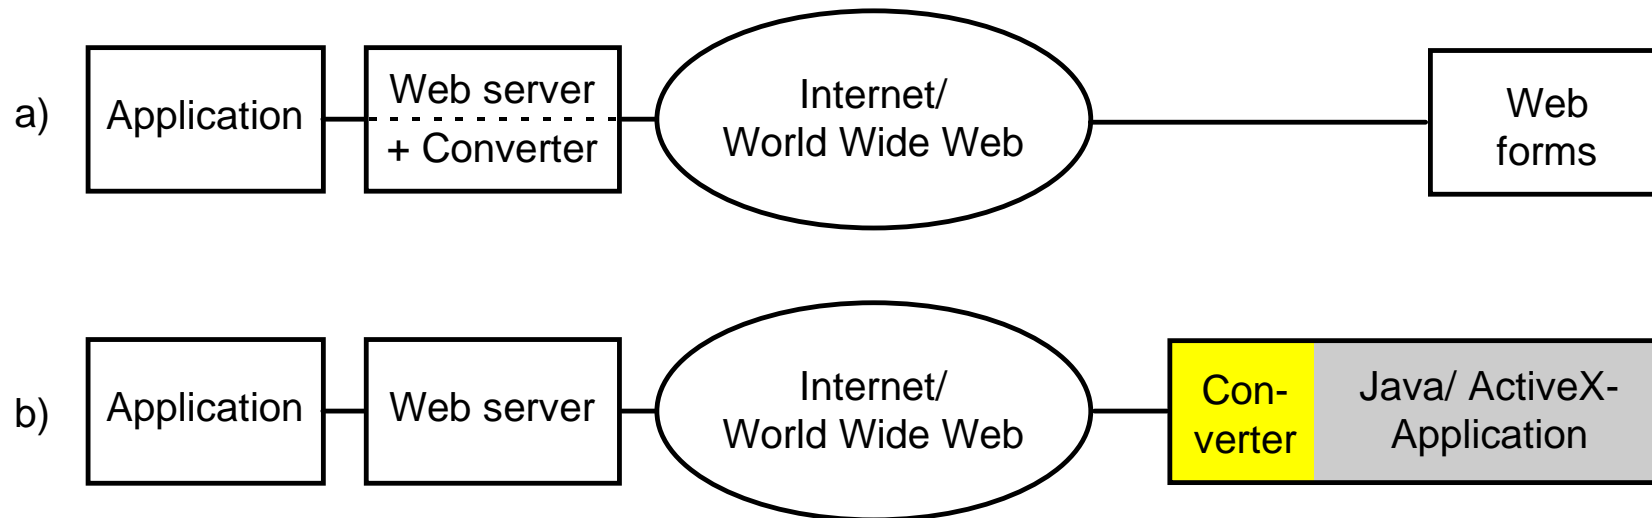 a)
Application
Web server
+ Converter
Internet/
World Wide Web
Web
forms
b)
Application
Web server
Internet/
World Wide Web
Con-
verter
Java/ ActiveX-
Application